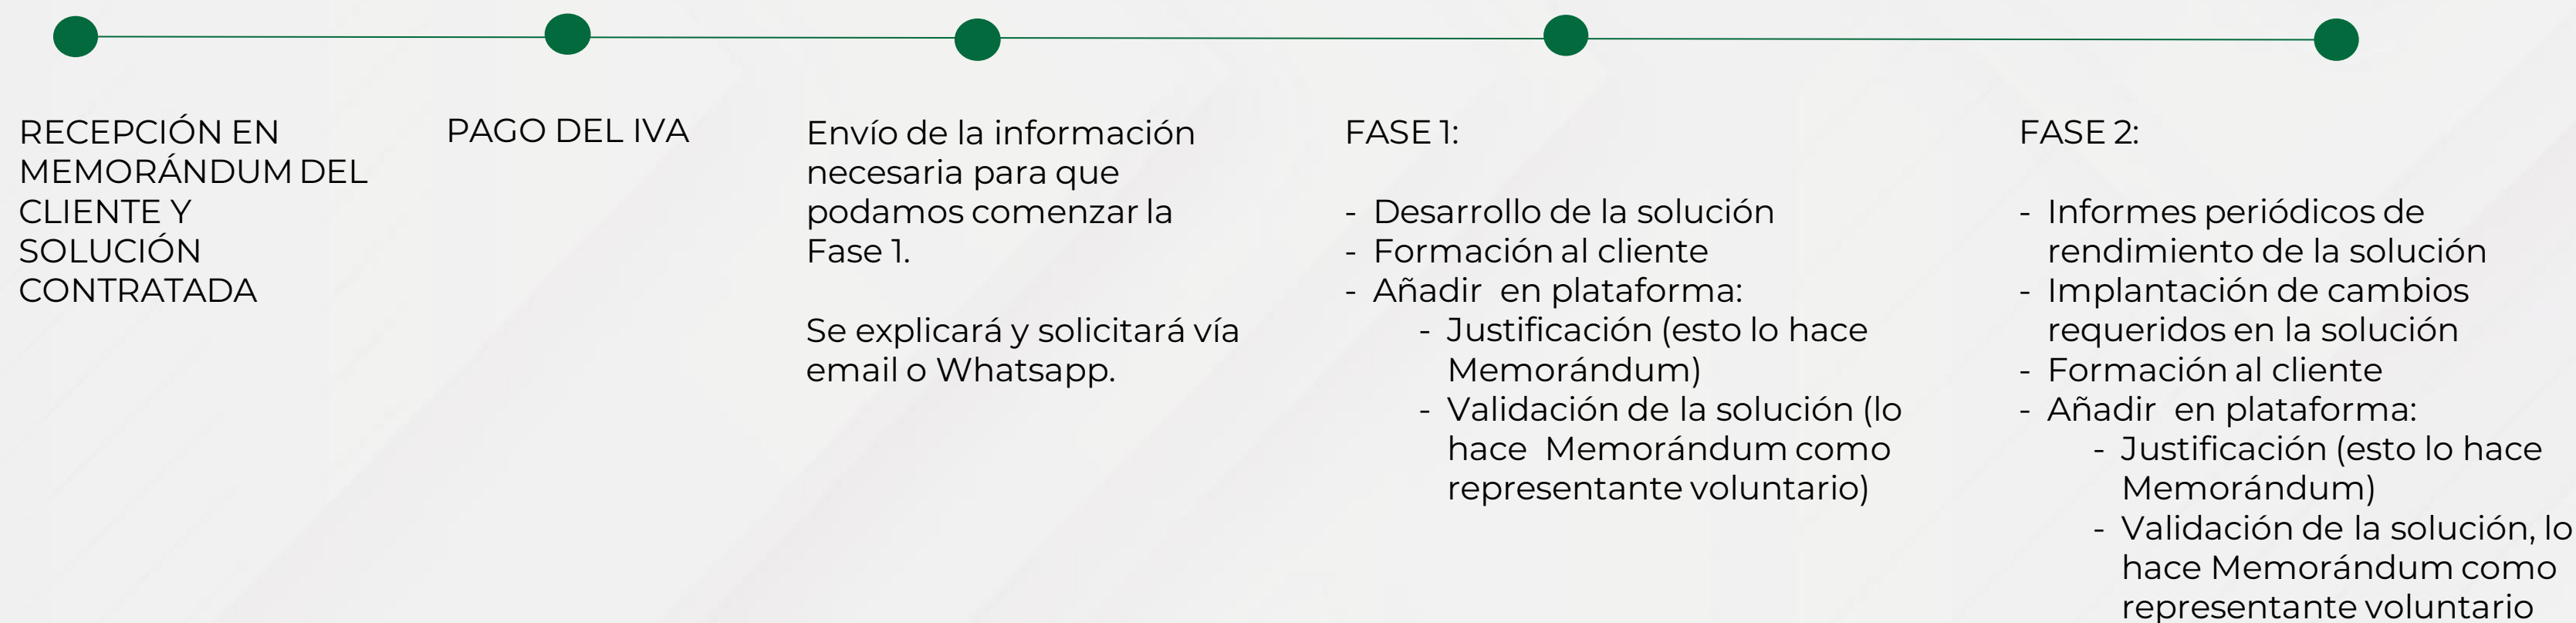 RECEPCIÓN EN
MEMORÁNDUM DEL
CLIENTE Y
SOLUCIÓN
CONTRATADA
PAGO DEL IVA
Envío de la información
necesaria para que
podamos comenzar la
Fase 1.
Se explicará y solicitará vía
email o Whatsapp.
FASE 1:
- Desarrollo de la solución
- Formación al cliente
- Añadir en plataforma:
- Justificación (esto lo hace
Memorándum)
- Validación de la solución (lo
hace Memorándum como
representante voluntario)
FASE 2:
- Informes periódicos de
rendimiento de la solución
- Implantación de cambios
requeridos en la solución
- Formación al cliente
- Añadir en plataforma:
- Justificación (esto lo hace
Memorándum)
- Validación de la solución, lo
hace Memorándum como
representante voluntario